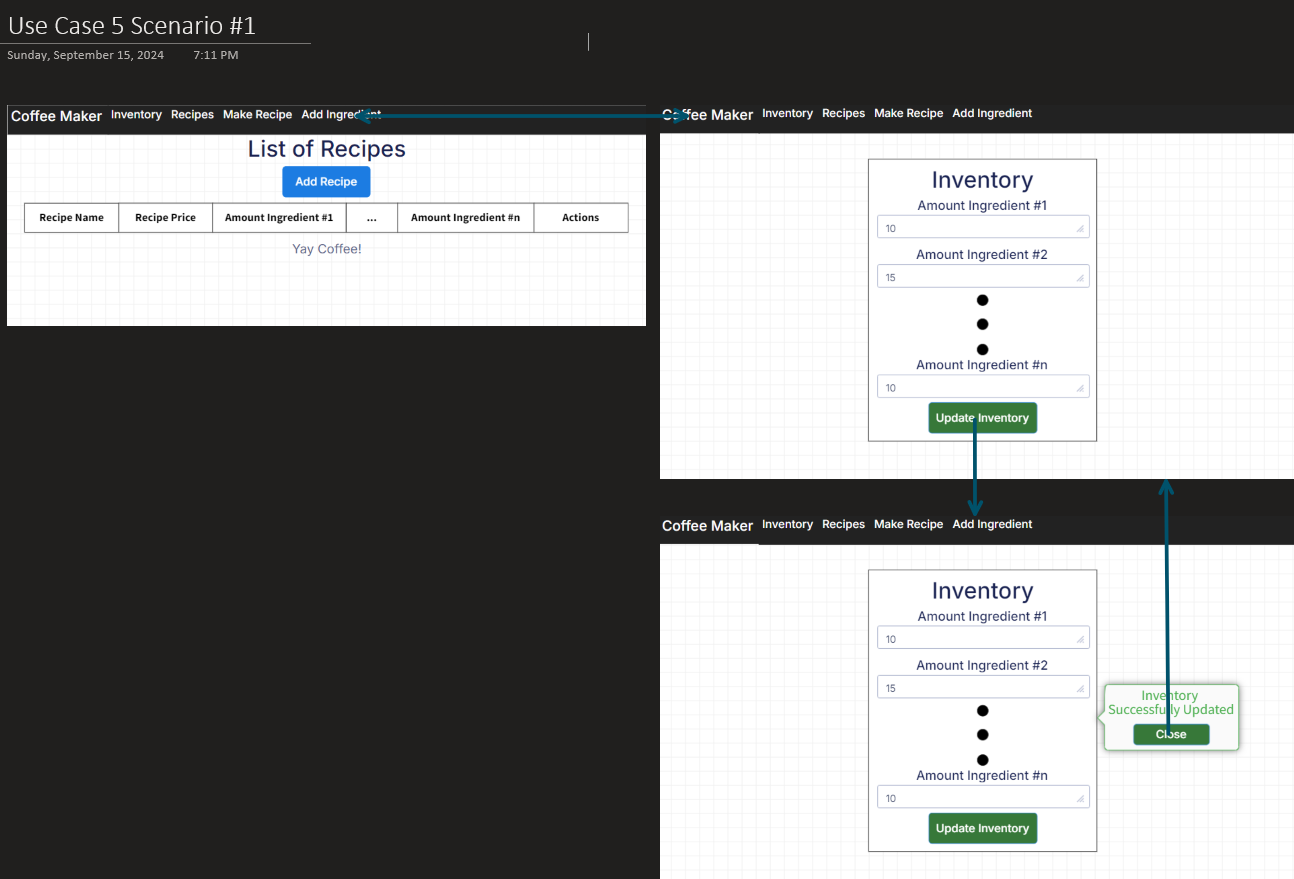 Use Case 5 Scenario #1
Sunday, September 15, 2024 7:11 PM
Coffee Maker Inventory Recipes Make Recipe Add Ingredient
List of Recipes
Add Recipe
Recipe Name Recipe Price Amount Ingredient #1 ... Amount Ingredient #n Actions
Yay Coffee!
Coffee Maker Inventory Recipes Make Recipe Add Ingredient
Inventory
Amount Ingredient #1
10
Amount Ingredient #2
15
Amount Ingredient #n
10
Update Inventory
Coffee Maker Inventory Recipes Make Recipe Add Ingredient
Inventory
Amount Ingredient #1
10
Amount Ingredient #2
15
Amount Ingredient #n
10
Update Inventory
Inventory
Successfully Updated
Close